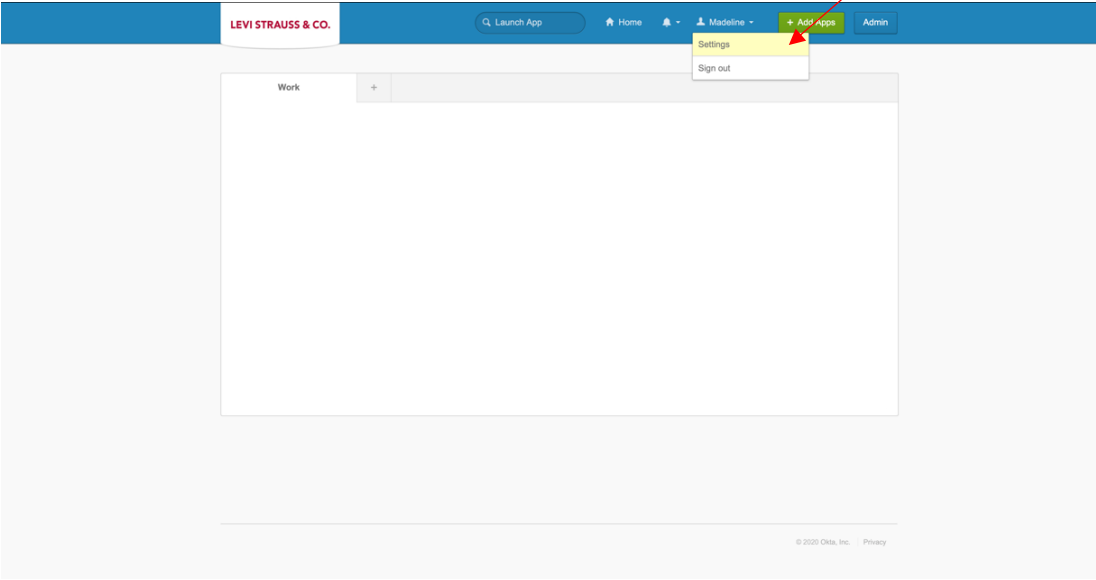 LEVI STRAUSS & CO.
Launch App
Home
Madeline
+ Add Apps
Admin
Settings
Sign out
Work
+
© 2020 Okta, Inc.
Privacy